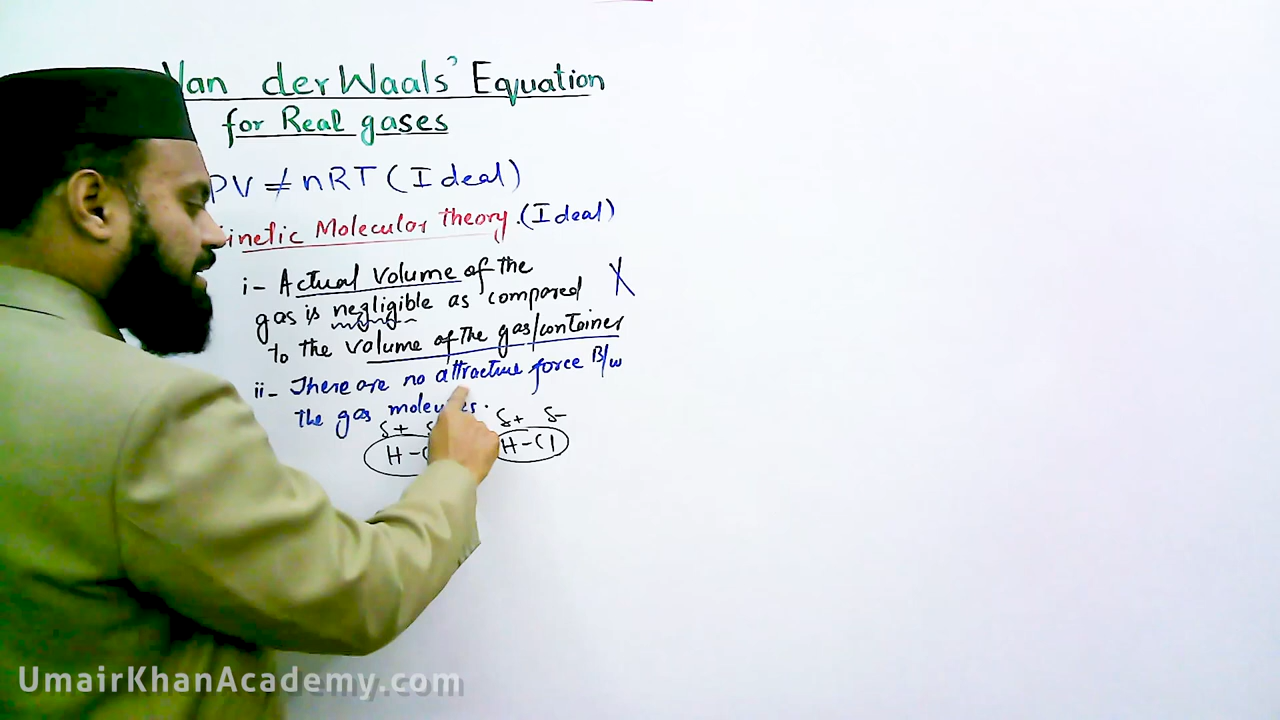 Van der Waals' Equation
for Real gases
PV ≠ nRT (Ideal)
Kinetic Molecular Theory. (Ideal)
i- Actual volume of the
gas is negligible as compared X
to the volume of the gas/container
ii- There are no attractive force B/w
the gas molecules.
δ+ δ+ δ-
H- H-Cl
UmairKhanAcademy.com